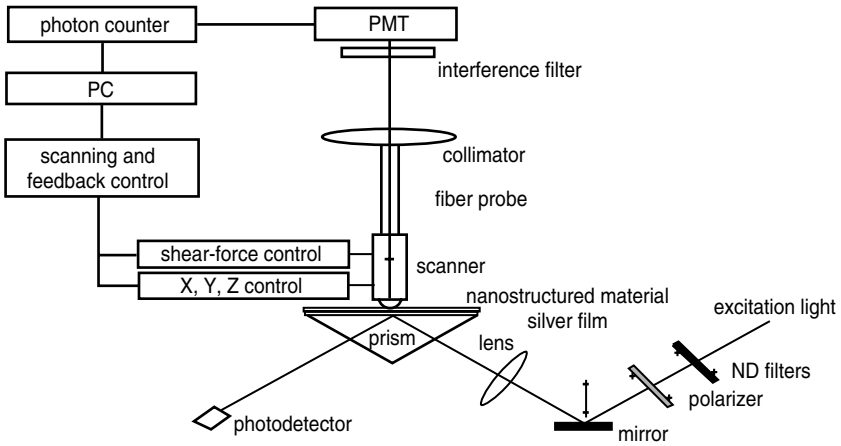 photon counter
PMT
interference filter
PC
collimator
scanning and
feedback control
fiber probe
shear-force control
scanner
X, Y, Z control
nanostructured material
silver film
excitation light
prism
lens
ND filters
polarizer
photodetector
mirror